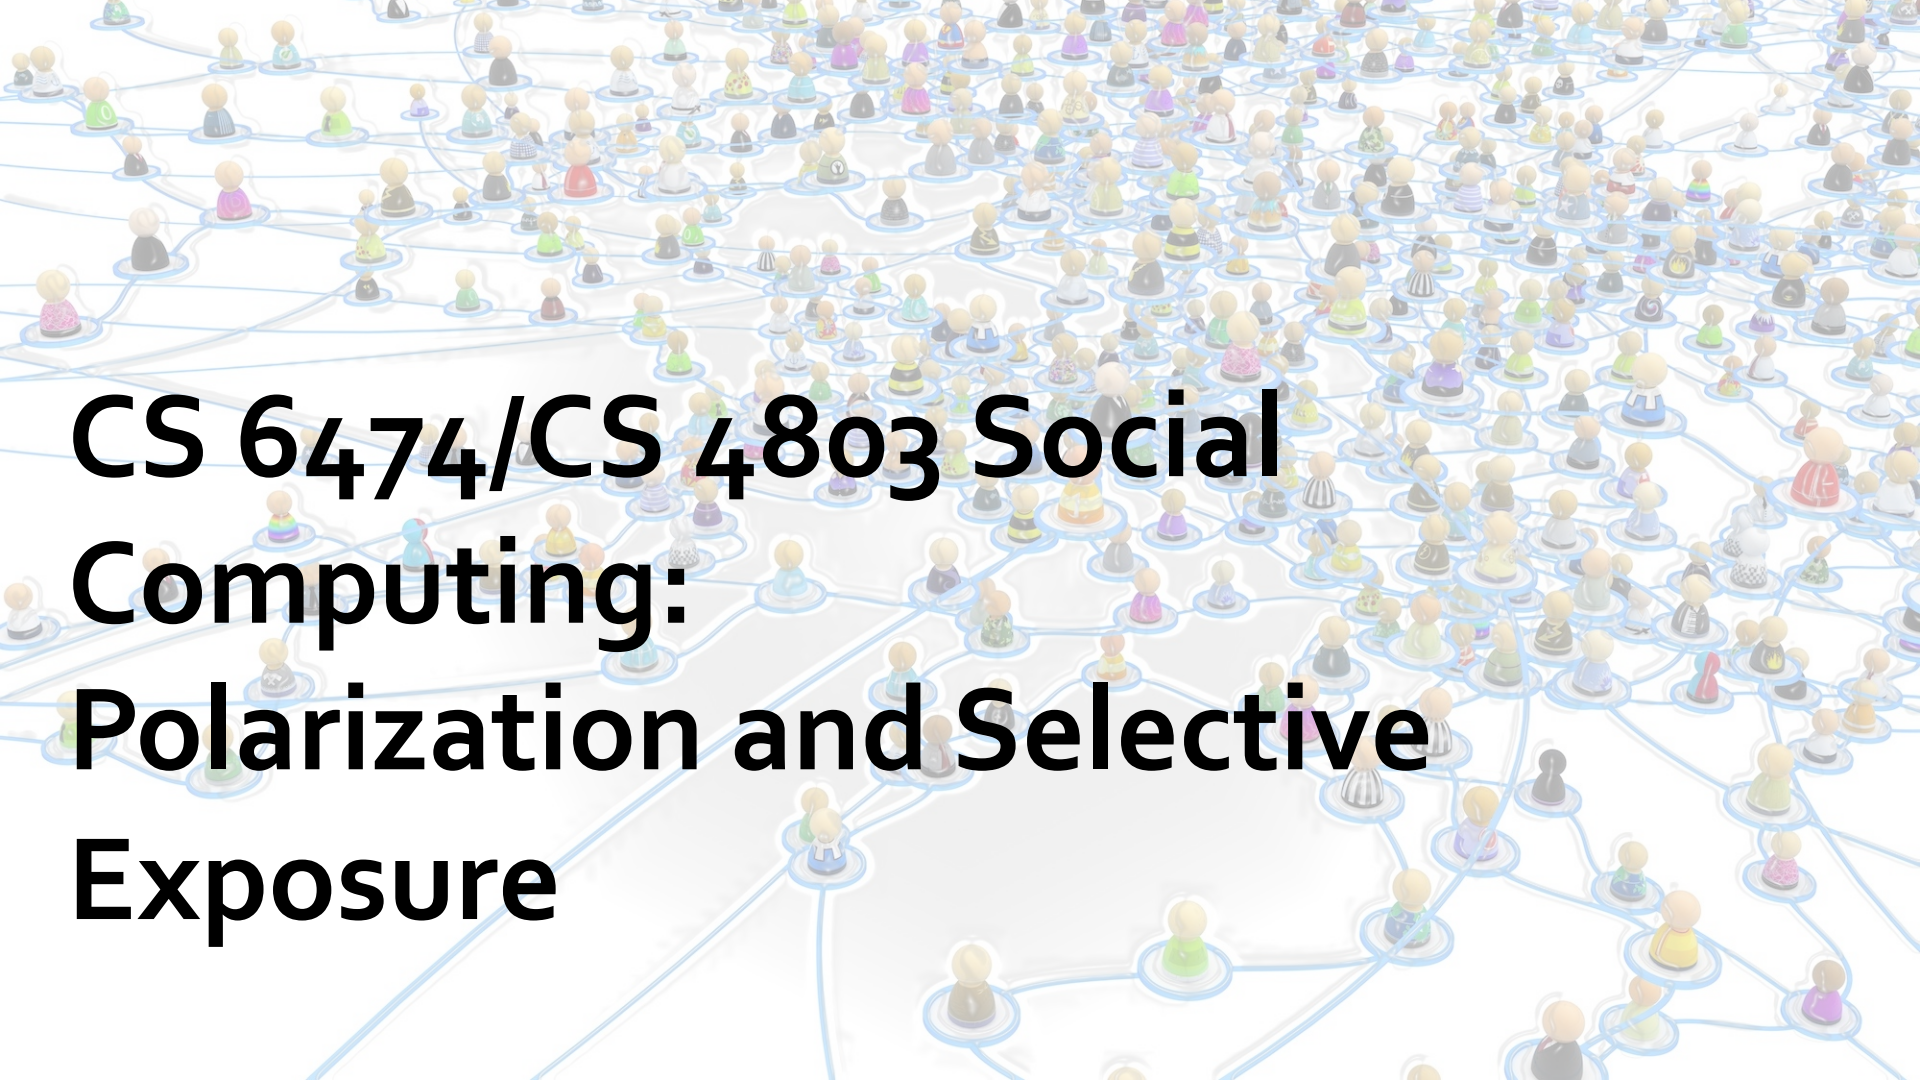 CS 6474/CS 4803 Social
Computing:
Polarization and Selective
Exposure